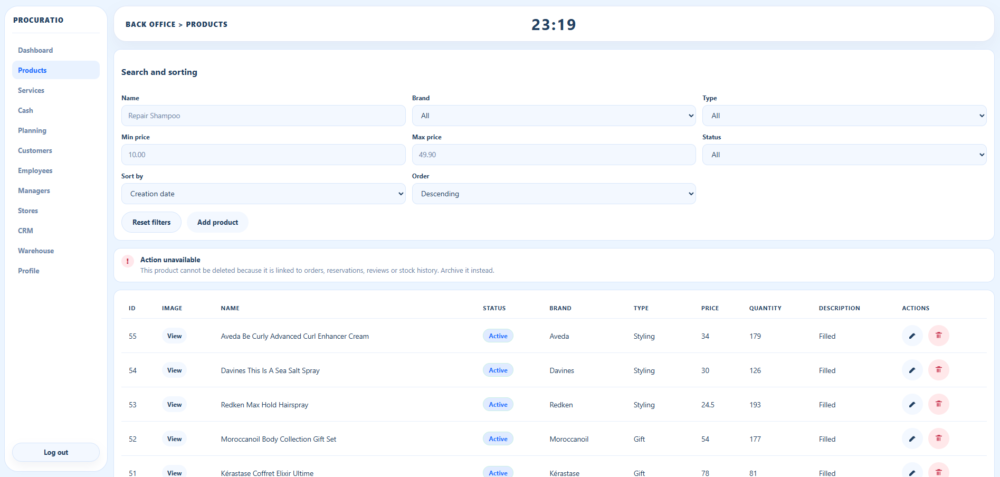 PROCURATIO
Dashboard
Products
Services
Cash
Planning
Customers
Employees
Managers
Stores
CRM
Warehouse
Profile
Log out
BACK OFFICE > PRODUCTS
23:19
Search and sorting
Name Brand Type
Repair Shampoo All All
Min price Max price Status
10.00 49.90 All
Sort by Order
Creation date Descending
Reset filters Add product
! Action unavailable
This product cannot be deleted because it is linked to orders, reservations, reviews or stock history. Archive it instead.
ID IMAGE NAME STATUS BRAND TYPE PRICE QUANTITY DESCRIPTION ACTIONS
55 View Aveda Be Curly Advanced Curl Enhancer Cream Active Aveda Styling 34 179 Filled
54 View Davines This Is A Sea Salt Spray Active Davines Styling 30 126 Filled
53 View Redken Max Hold Hairspray Active Redken Styling 24.5 193 Filled
52 View Moroccanoil Body Collection Gift Set Active Moroccanoil Gift 54 177 Filled
51 View Kérastase Coffret Elixir Ultime Active Kérastase Gift 78 81 Filled